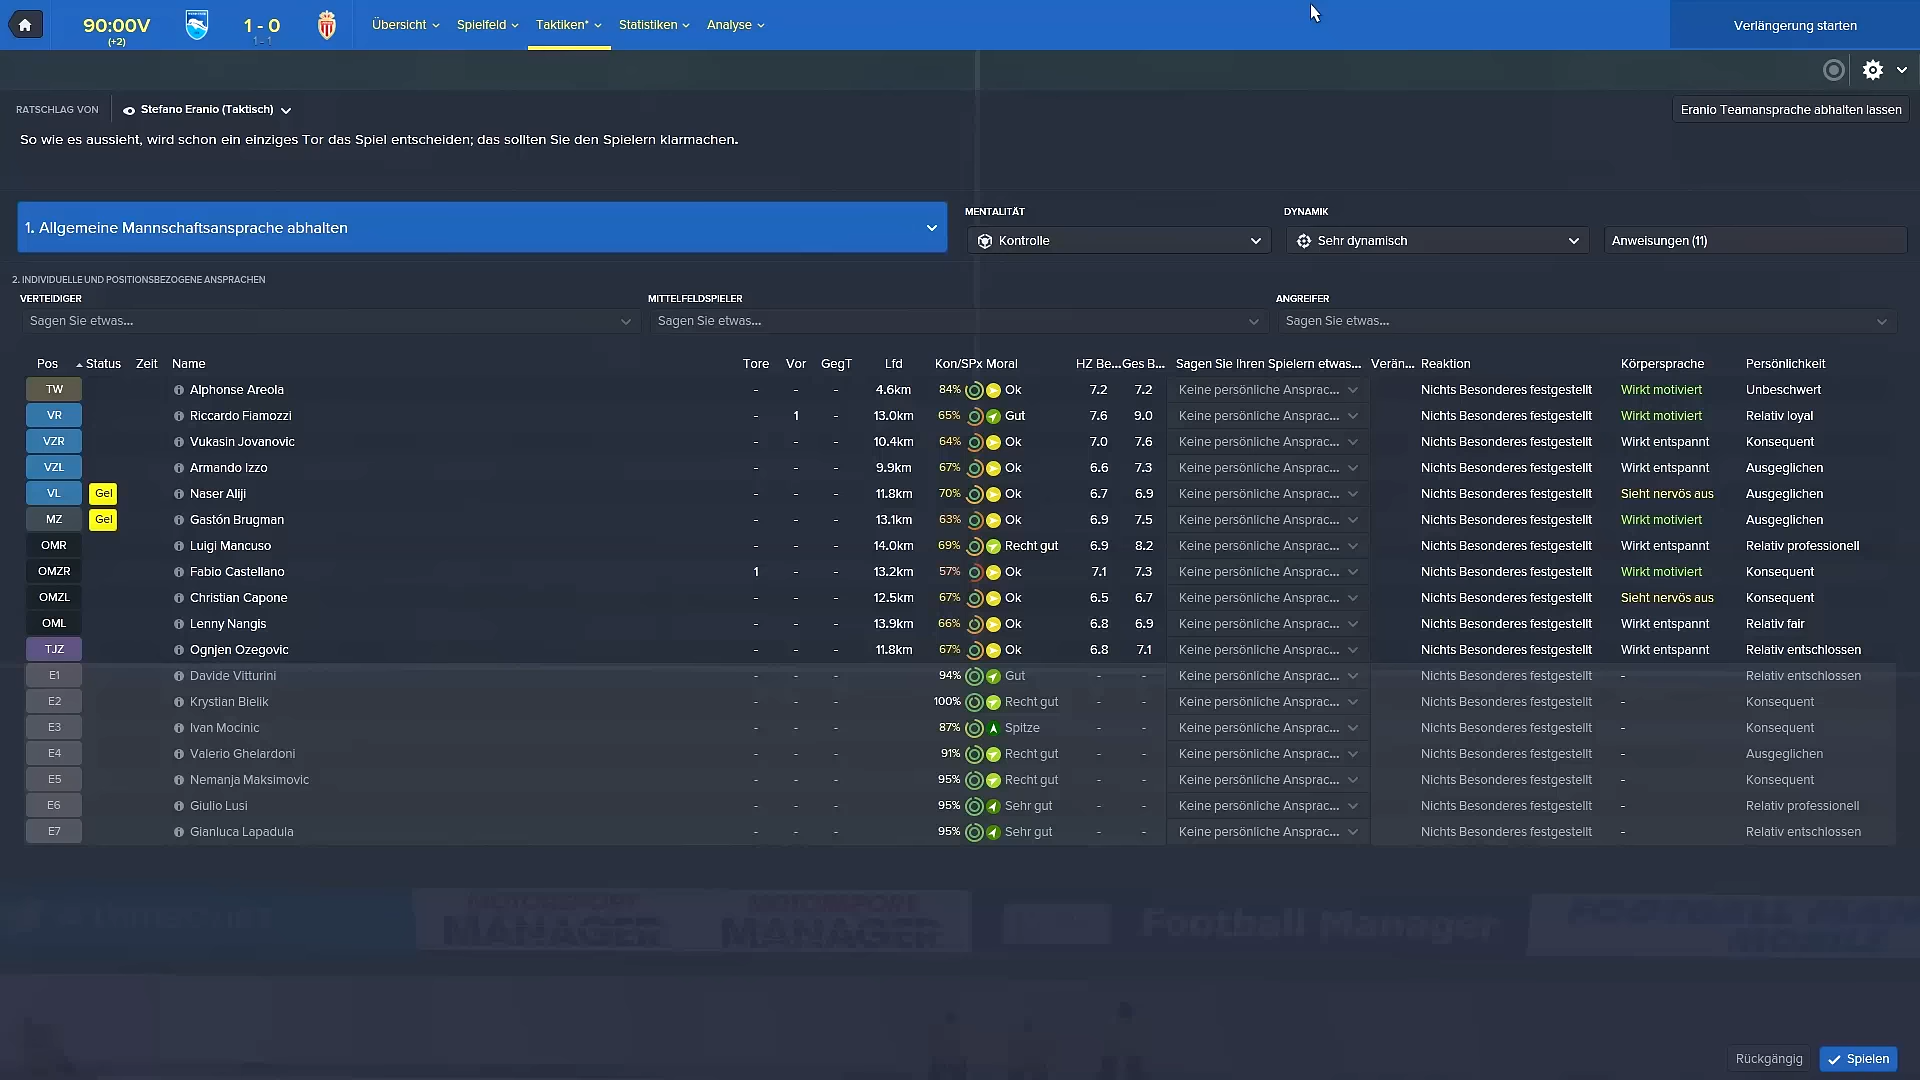 90:00V 1 - 0 Übersicht Spielfeld Taktiken* Statistiken Analyse Verlängerung starten
(+2) 1 - 1
RATSCHLAG VON Stefano Eranio (Taktisch) Eranio Teamansprache abhalten lassen
So wie es aussieht, wird schon ein einziges Tor das Spiel entscheiden; das sollten Sie den Spielern klarmachen.
MENTALITÄT DYNAMIK
1. Allgemeine Mannschaftsansprache abhalten Kontrolle Sehr dynamisch Anweisungen (11)
2. INDIVIDUELLE UND POSITIONSBEZOGENE ANSPRACHEN
VERTEIDIGER MITTELFELDSPIELER ANGREIFER
Sagen Sie etwas... Sagen Sie etwas... Sagen Sie etwas...
Pos Status Zeit Name Tore Vor GegT Lfd Kon/SPx Moral HZ Be... Ges B... Sagen Sie Ihren Spielern etwas... Verän... Reaktion Körpersprache Persönlichkeit
TW Alphonse Areola - - - 4.6km 84% Ok 7.2 7.2 Keine persönliche Ansprac... Nichts Besonderes festgestellt Wirkt motiviert Unbeschwert
VR Riccardo Fiamozzi - 1 - 13.0km 65% Gut 7.6 9.0 Keine persönliche Ansprac... Nichts Besonderes festgestellt Wirkt motiviert Relativ loyal
VZR Vukasin Jovanovic - - - 10.4km 64% Ok 7.0 7.6 Keine persönliche Ansprac... Nichts Besonderes festgestellt Wirkt entspannt Konsequent
VZL Armando Izzo - - - 9.9km 67% Ok 6.6 7.3 Keine persönliche Ansprac... Nichts Besonderes festgestellt Wirkt entspannt Ausgeglichen
VL Gel Naser Aliji - - - 11.8km 70% Ok 6.7 6.9 Keine persönliche Ansprac... Nichts Besonderes festgestellt Sieht nervös aus Ausgeglichen
MZ Gel Gastón Brugman - - - 13.1km 63% Ok 6.9 7.5 Keine persönliche Ansprac... Nichts Besonderes festgestellt Wirkt motiviert Ausgeglichen
OMR Luigi Mancuso - - - 14.0km 69% Recht gut 6.9 8.2 Keine persönliche Ansprac... Nichts Besonderes festgestellt Wirkt entspannt Relativ professionell
OMZR Fabio Castellano 1 - - 13.2km 57% Ok 7.1 7.3 Keine persönliche Ansprac... Nichts Besonderes festgestellt Wirkt motiviert Konsequent
OMZL Christian Capone - - - 12.5km 67% Ok 6.5 6.7 Keine persönliche Ansprac... Nichts Besonderes festgestellt Sieht nervös aus Konsequent
OML Lenny Nangis - - - 13.9km 66% Ok 6.8 6.9 Keine persönliche Ansprac... Nichts Besonderes festgestellt Wirkt entspannt Relativ fair
TJZ Ognjen Ozegovic - - - 11.8km 67% Ok 6.8 7.1 Keine persönliche Ansprac... Nichts Besonderes festgestellt Wirkt entspannt Relativ entschlossen
E1 Davide Vitturini - - - 94% Gut - - Keine persönliche Ansprac... Nichts Besonderes festgestellt - Relativ entschlossen
E2 Krystian Bielik - - - 100% Recht gut - - Keine persönliche Ansprac... Nichts Besonderes festgestellt - Konsequent
E3 Ivan Mocinic - - - 87% Spitze - - Keine persönliche Ansprac... Nichts Besonderes festgestellt - Konsequent
E4 Valerio Ghelardoni - - - 91% Recht gut - - Keine persönliche Ansprac... Nichts Besonderes festgestellt - Ausgeglichen
E5 Nemanja Maksimovic - - - 95% Recht gut - - Keine persönliche Ansprac... Nichts Besonderes festgestellt - Konsequent
E6 Giulio Lusi - - - 95% Sehr gut - - Keine persönliche Ansprac... Nichts Besonderes festgestellt - Relativ professionell
E7 Gianluca Lapadula - - - 95% Sehr gut - - Keine persönliche Ansprac... Nichts Besonderes festgestellt - Relativ entschlossen
MOTORSPORT MOTORSPORT
MANAGER MANAGER Football Manager
Rückgängig Spielen